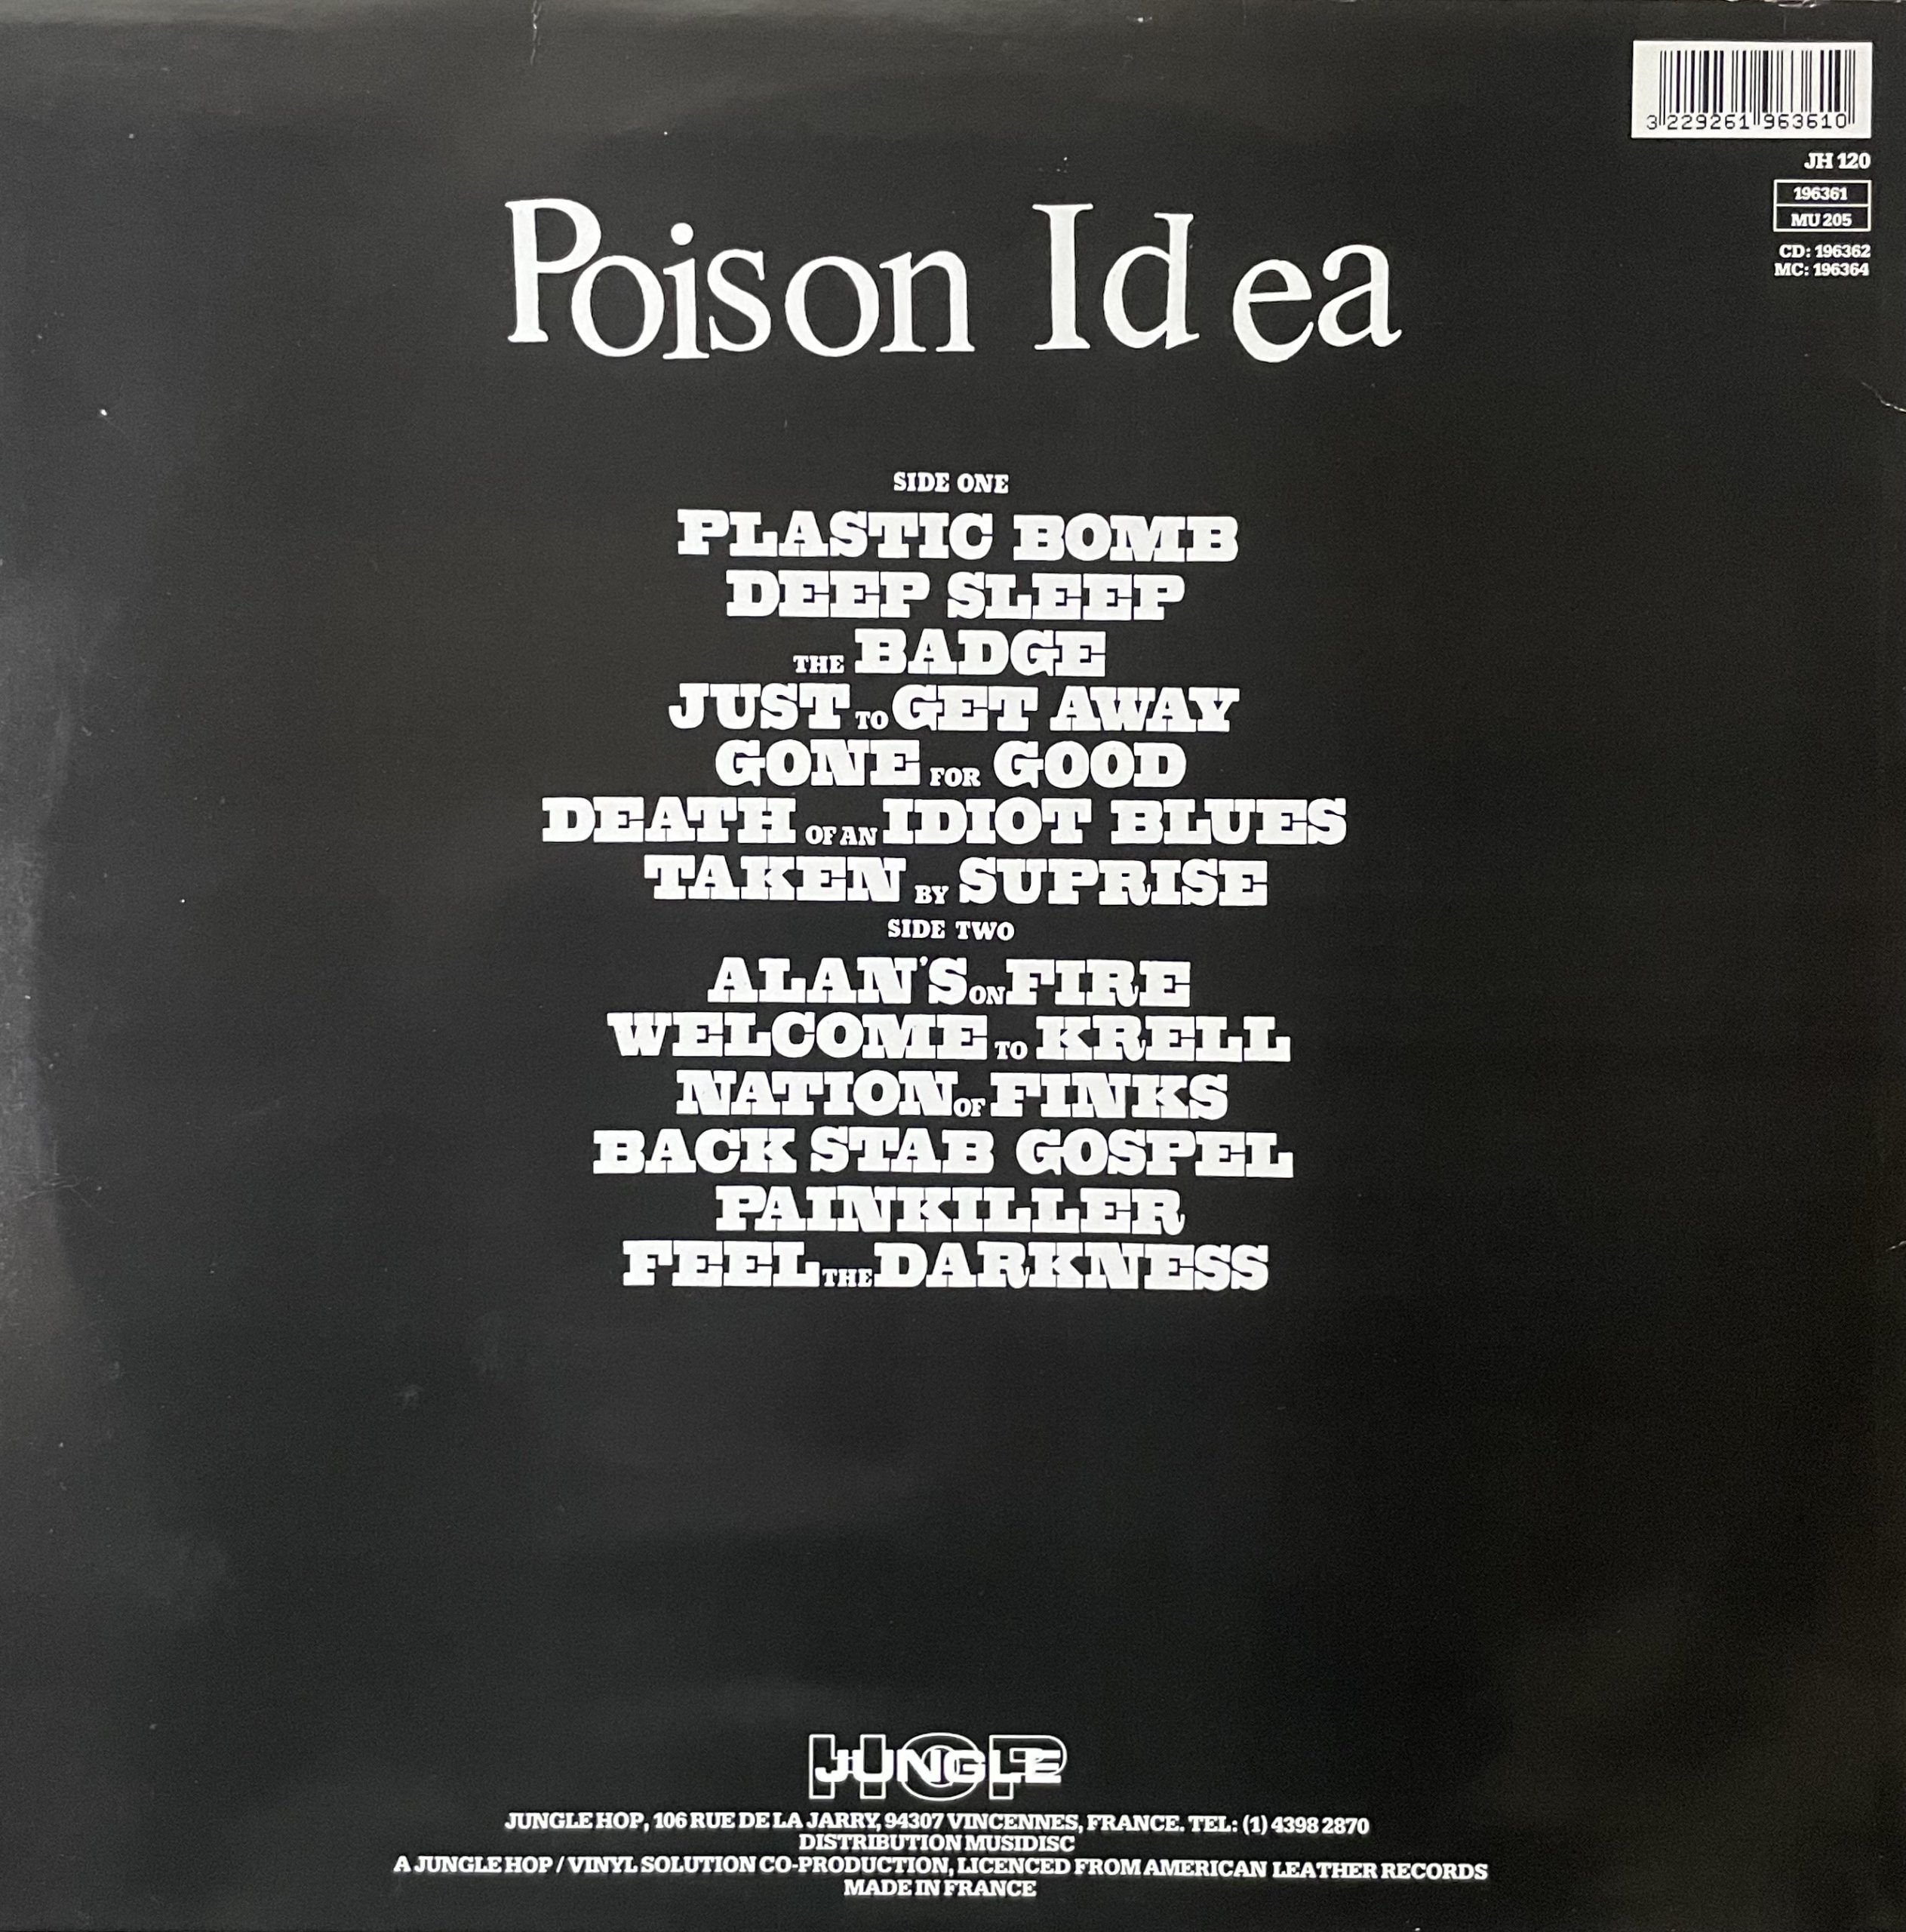 3 229261 963610
JH 120
196361
MU 205
CD: 196362
MC: 196364
Poison Idea
SIDE ONE
PLASTIC BOMB
DEEP SLEEP
THE BADGE
JUST TO GET AWAY
GONE FOR GOOD
DEATH OF AN IDIOT BLUES
TAKEN BY SUPRISE
SIDE TWO
ALAN'S ON FIRE
WELCOME TO KRELL
NATION OF FINKS
BACK STAB GOSPEL
PAINKILLER
FEEL THE DARKNESS
JUNGLE HOP
JUNGLE HOP, 106 RUE DE LA JARRY, 94307 VINCENNES, FRANCE. TEL: (1) 4398 2870
DISTRIBUTION MUSIDISC
A JUNGLE HOP / VINYL SOLUTION CO-PRODUCTION, LICENCED FROM AMERICAN LEATHER RECORDS
MADE IN FRANCE